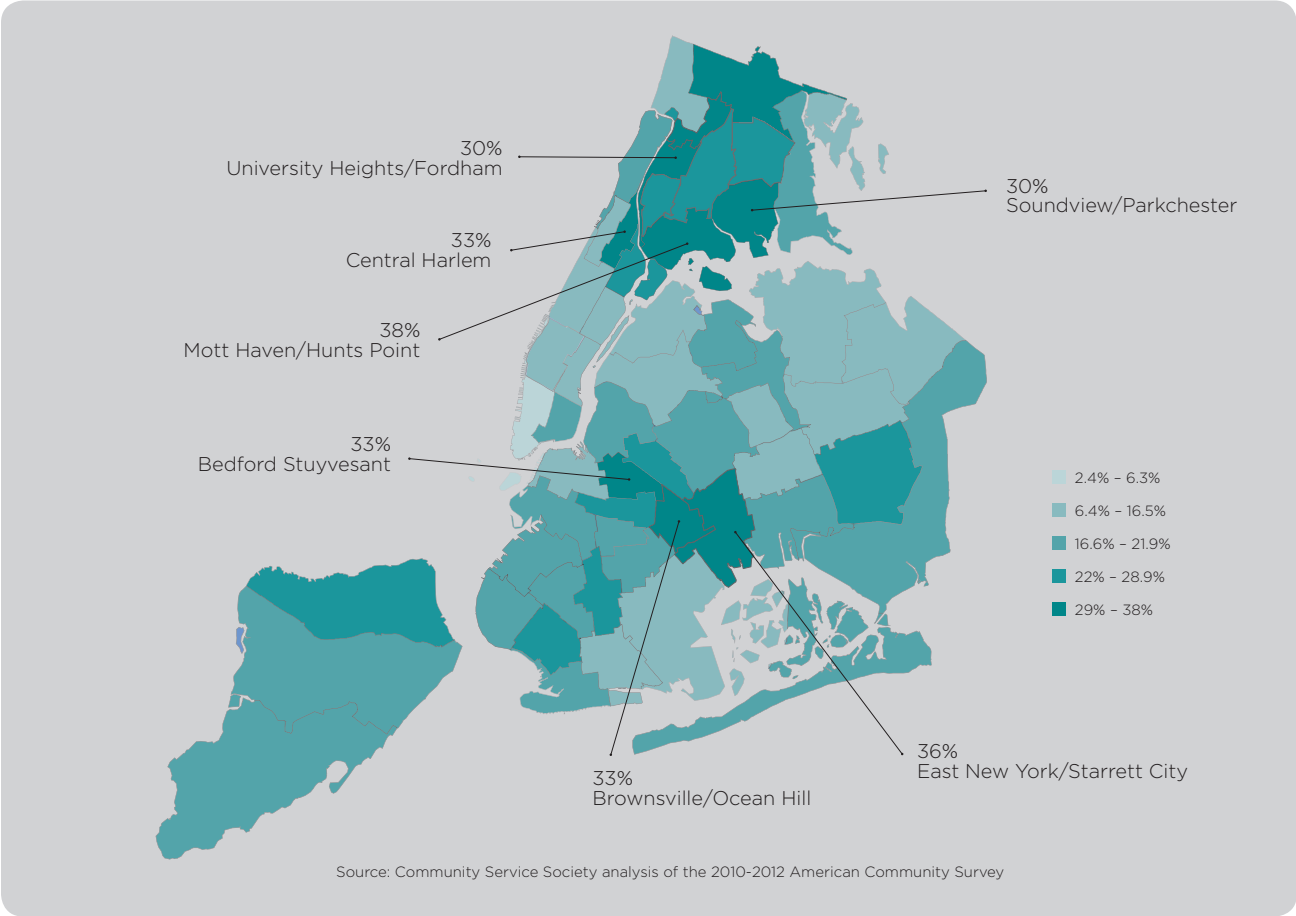 30%
University Heights/Fordham
30%
Soundview/Parkchester
33%
Central Harlem
38%
Mott Haven/Hunts Point
33%
Bedford Stuyvesant
2.4% – 6.3%
6.4% – 16.5%
16.6% – 21.9%
22% – 28.9%
29% – 38%
36%
East New York/Starrett City
33%
Brownsville/Ocean Hill
Source: Community Service Society analysis of the 2010-2012 American Community Survey